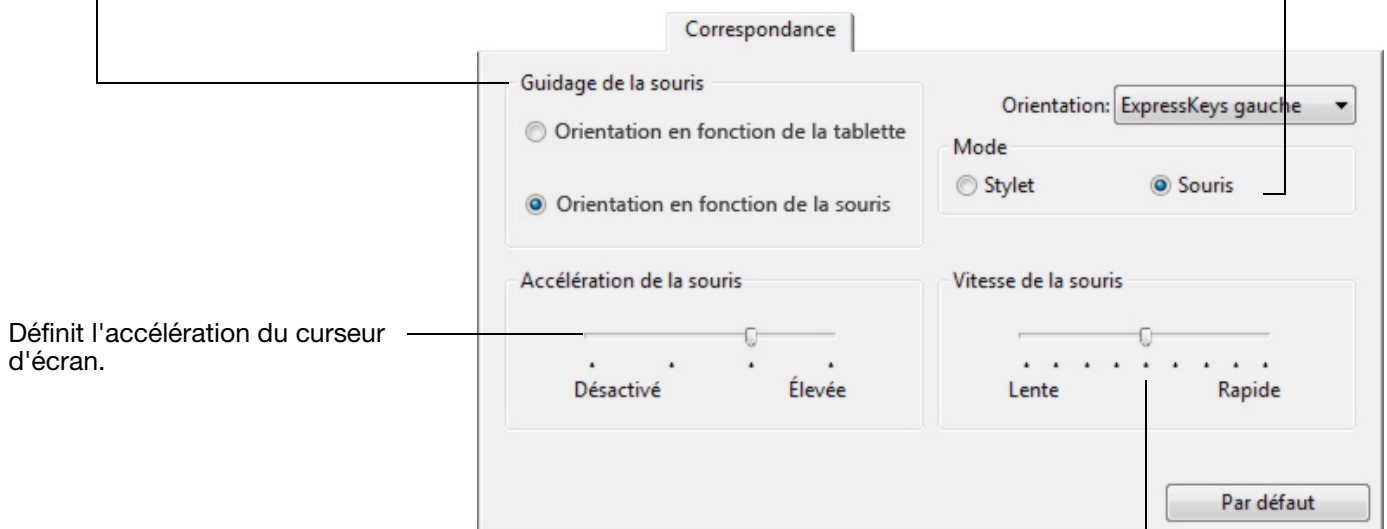 Correspondance
Guidage de la souris
Orientation en fonction de la tablette
Orientation en fonction de la souris
Orientation: ExpressKeys gauche
Mode
Stylet Souris
Accélération de la souris
Désactivé Élevée
Vitesse de la souris
Lente Rapide
Définit l'accélération du curseur
d'écran.
Par défaut